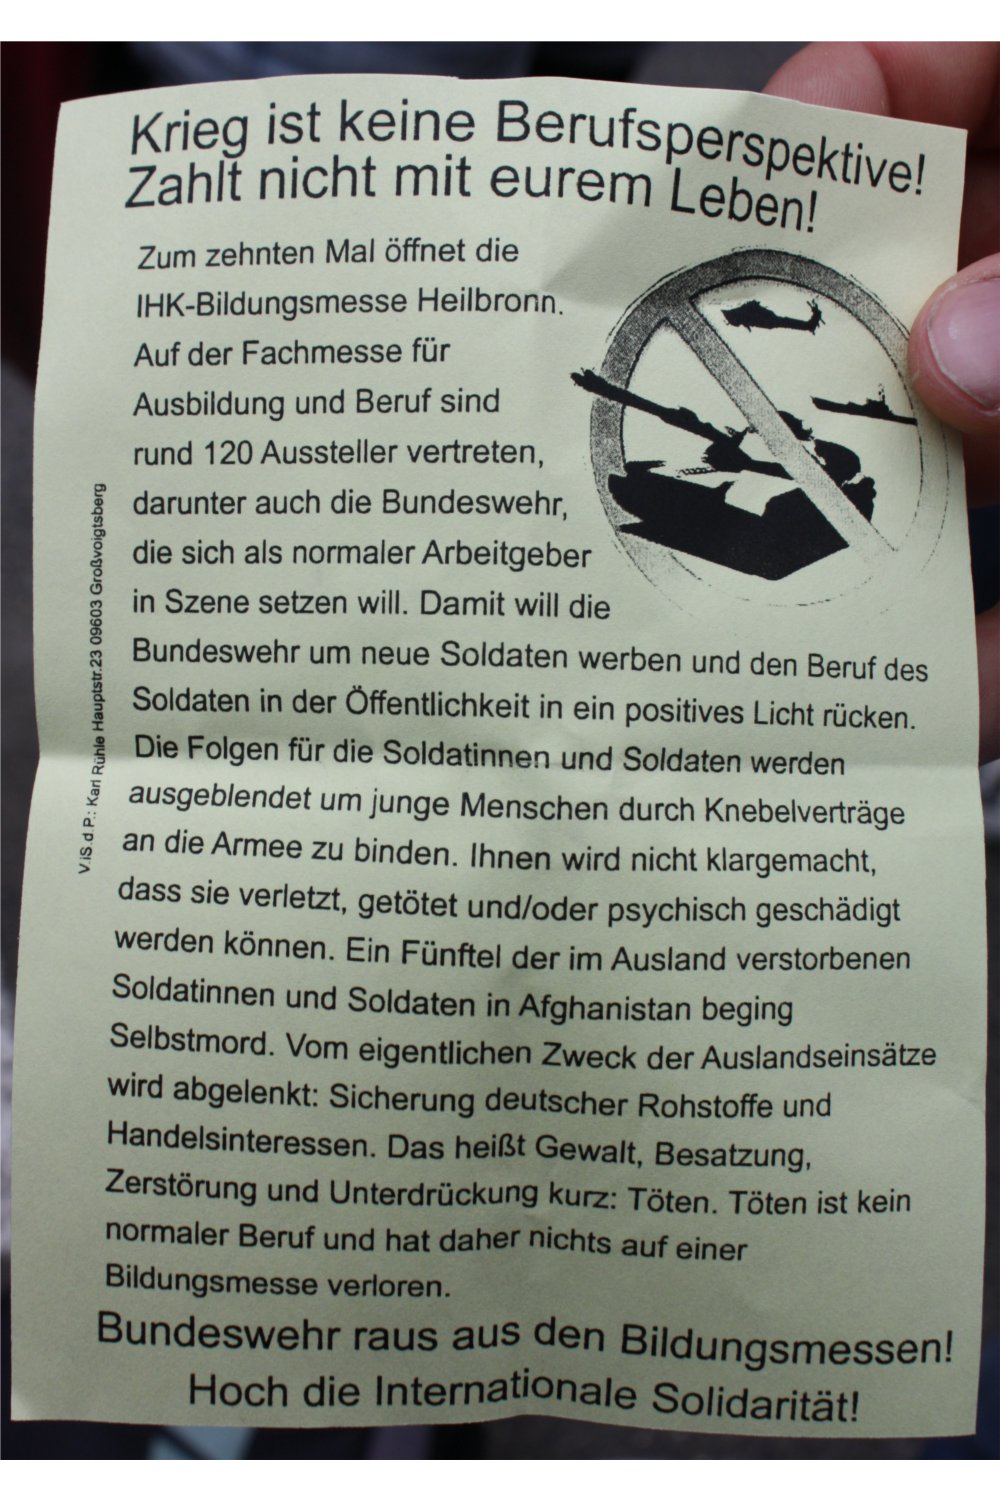 Krieg ist keine Berufsperspektive!
Zahlt nicht mit eurem Leben!
Zum zehnten Mal öffnet die
IHK-Bildungsmesse Heilbronn.
Auf der Fachmesse für
Ausbildung und Beruf sind
rund 120 Aussteller vertreten,
darunter auch die Bundeswehr,
die sich als normaler Arbeitgeber
in Szene setzen will. Damit will die
Bundeswehr um neue Soldaten werben und den Beruf des
Soldaten in der Öffentlichkeit in ein positives Licht rücken.
Die Folgen für die Soldatinnen und Soldaten werden
ausgeblendet um junge Menschen durch Knebelverträge
an die Armee zu binden. Ihnen wird nicht klargemacht,
dass sie verletzt, getötet und/oder psychisch geschädigt
werden können. Ein Fünftel der im Ausland verstorbenen
Soldatinnen und Soldaten in Afghanistan beging
Selbstmord. Vom eigentlichen Zweck der Auslandseinsätze
wird abgelenkt: Sicherung deutscher Rohstoffe und
Handelsinteressen. Das heißt Gewalt, Besatzung,
Zerstörung und Unterdrückung kurz: Töten. Töten ist kein
normaler Beruf und hat daher nichts auf einer
Bildungsmesse verloren.
Bundeswehr raus aus den Bildungsmessen!
Hoch die Internationale Solidarität!
V.iS.d.P.: Karl Rühle Hauptstr.23 09603 Großvoigtsberg